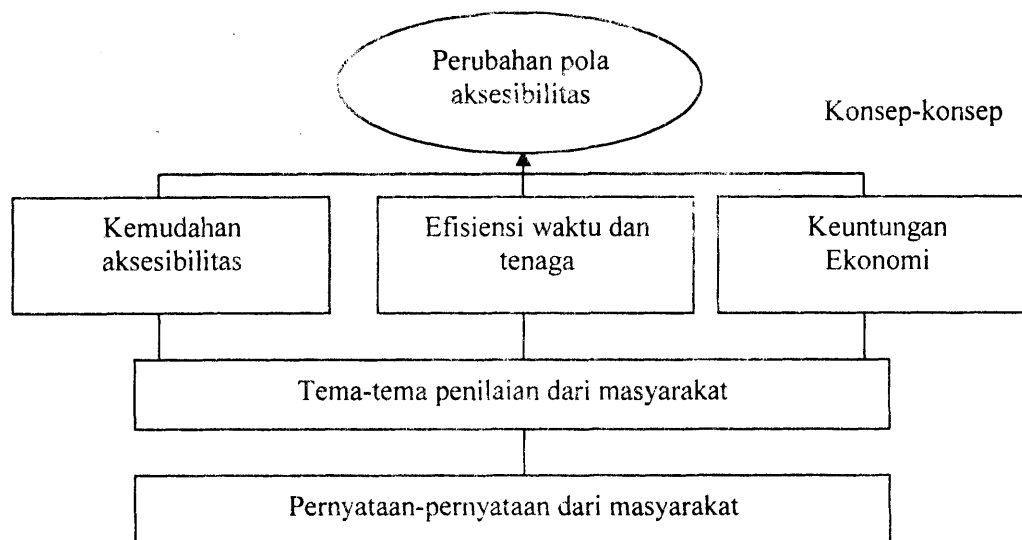 Perubahan pola
aksesibilitas
Konsep-konsep
Kemudahan
aksesibilitas
Efisiensi waktu dan
tenaga
Keuntungan
Ekonomi
Tema-tema penilaian dari masyarakat
Pernyataan-pernyataan dari masyarakat